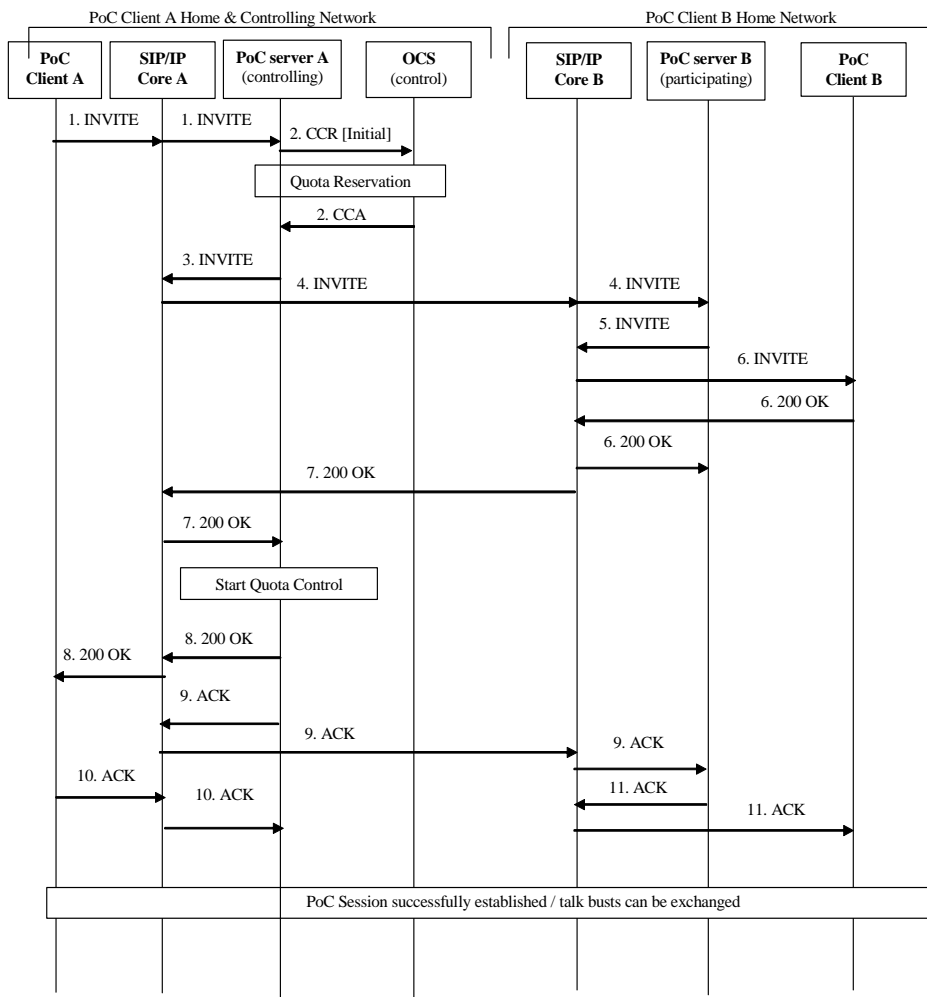 PoC Client A Home & Controlling Network
PoC Client B Home Network
PoC
Client A
SIP/IP
Core A
PoC server A
(controlling)
OCS
(control)
SIP/IP
Core B
PoC server B
(participating)
PoC
Client B
1. INVITE
1. INVITE
2. CCR [Initial]
Quota Reservation
2. CCA
3. INVITE
4. INVITE
4. INVITE
5. INVITE
6. INVITE
6. 200 OK
6. 200 OK
7. 200 OK
7. 200 OK
Start Quota Control
8. 200 OK
8. 200 OK
9. ACK
9. ACK
9. ACK
10. ACK
11. ACK
10. ACK
11. ACK
PoC Session successfully established / talk busts can be exchanged